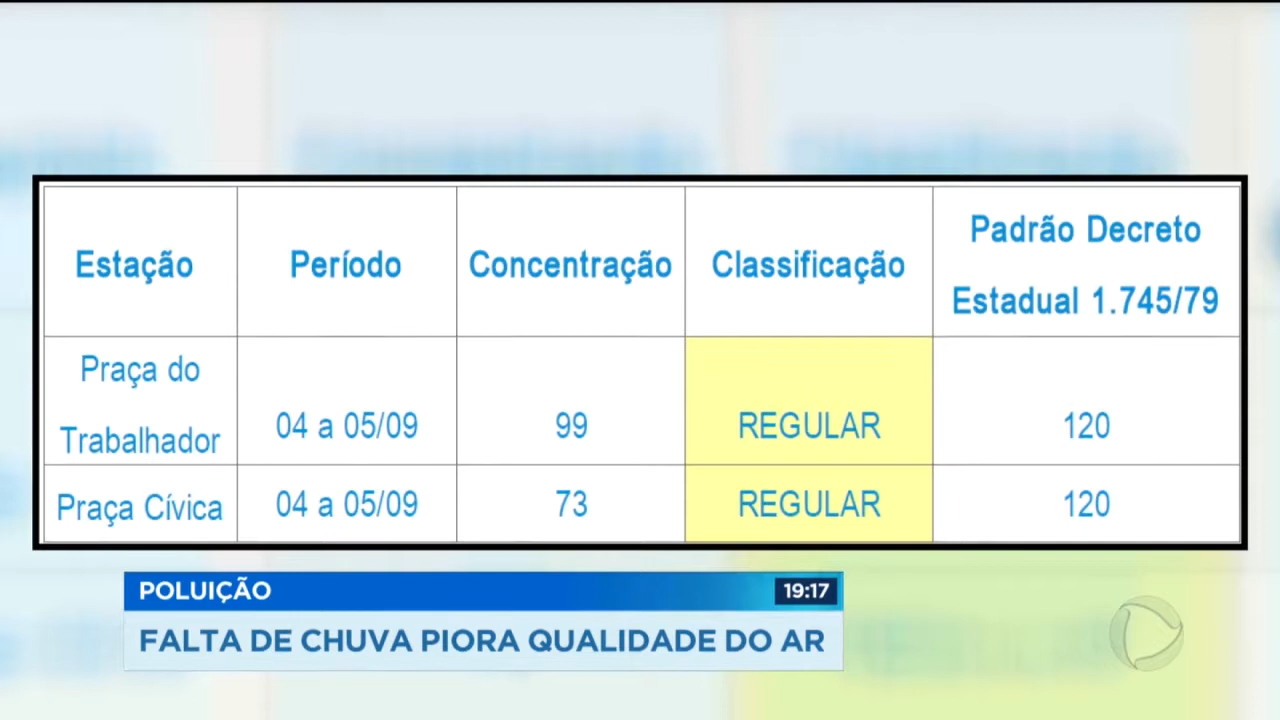 Estação
Período
Concentração
Classificação
Padrão Decreto
Estadual 1.745/79
Praça do
Trabalhador
04 a 05/09
99
REGULAR
120
Praça Cívica
04 a 05/09
73
REGULAR
120
POLUIÇÃO
19:17
FALTA DE CHUVA PIORA QUALIDADE DO AR